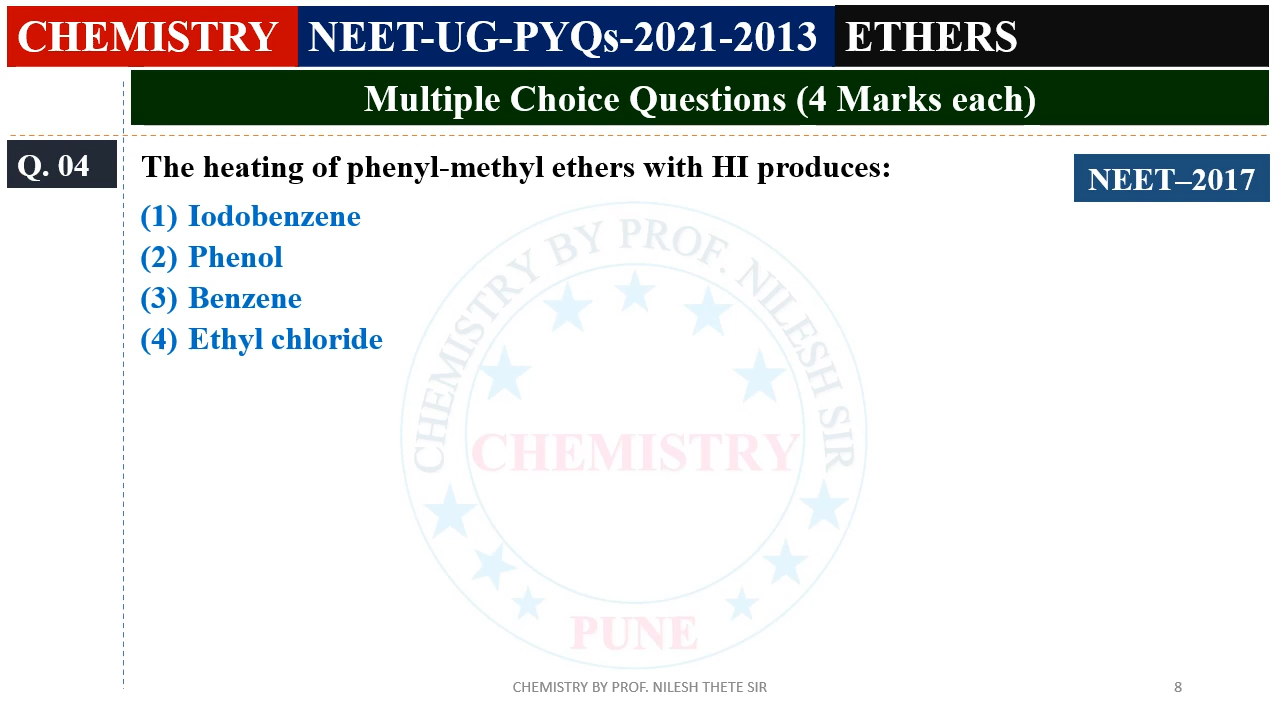 CHEMISTRY NEET-UG-PYQs-2021-2013 ETHERS
Multiple Choice Questions (4 Marks each)
Q. 04 The heating of phenyl-methyl ethers with HI produces:
NEET–2017
(1) Iodobenzene
(2) Phenol
(3) Benzene
(4) Ethyl chloride
CHEMISTRY BY PROF. NILESH SIR
CHEMISTRY
PUNE
CHEMISTRY BY PROF. NILESH THETE SIR 8